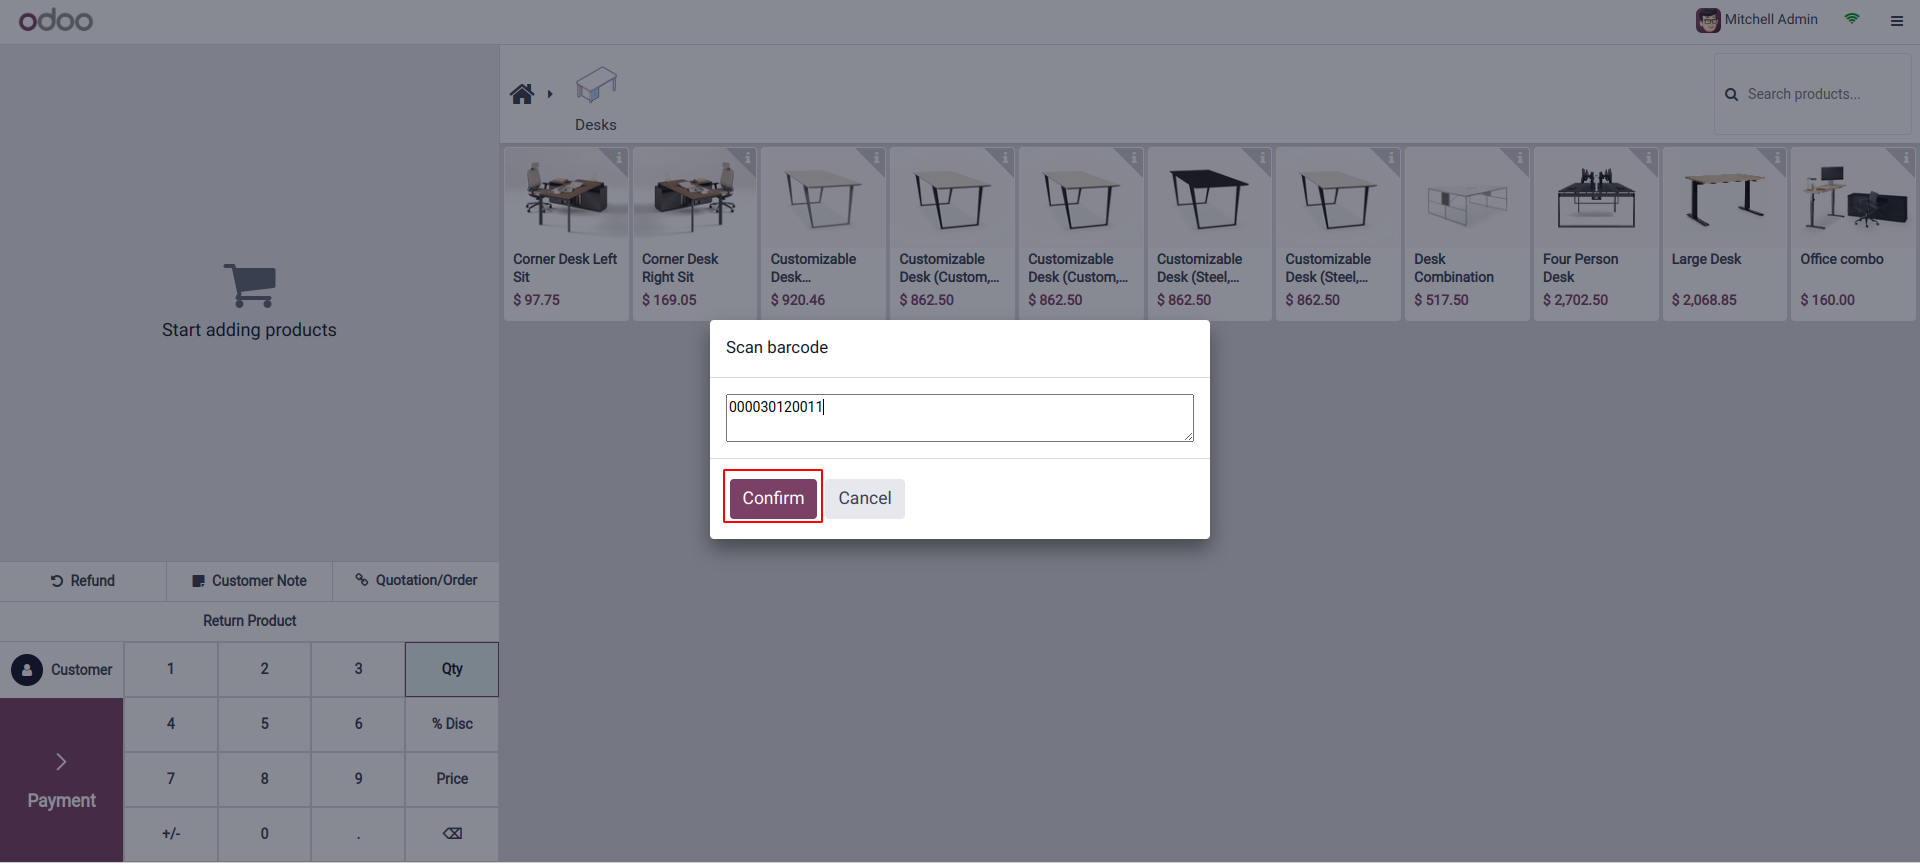 odoo
Mitchell Admin
Desks
Search products...
Corner Desk Left
Sit
$ 97.75
Corner Desk
Right Sit
$ 169.05
Customizable
Desk...
$ 920.46
Customizable
Desk (Custom,...
$ 862.50
Customizable
Desk (Custom,...
$ 862.50
Customizable
Desk (Steel,...
$ 862.50
Customizable
Desk (Steel,...
$ 862.50
Desk
Combination
$ 517.50
Four Person
Desk
$ 2,702.50
Large Desk
$ 2,068.85
Office combo
$ 160.00
Start adding products
Scan barcode
000030120011
Confirm
Cancel
Refund
Customer Note
Quotation/Order
Return Product
Customer
1
2
3
Qty
4
5
6
% Disc
7
8
9
Price
Payment
+/-
0
.